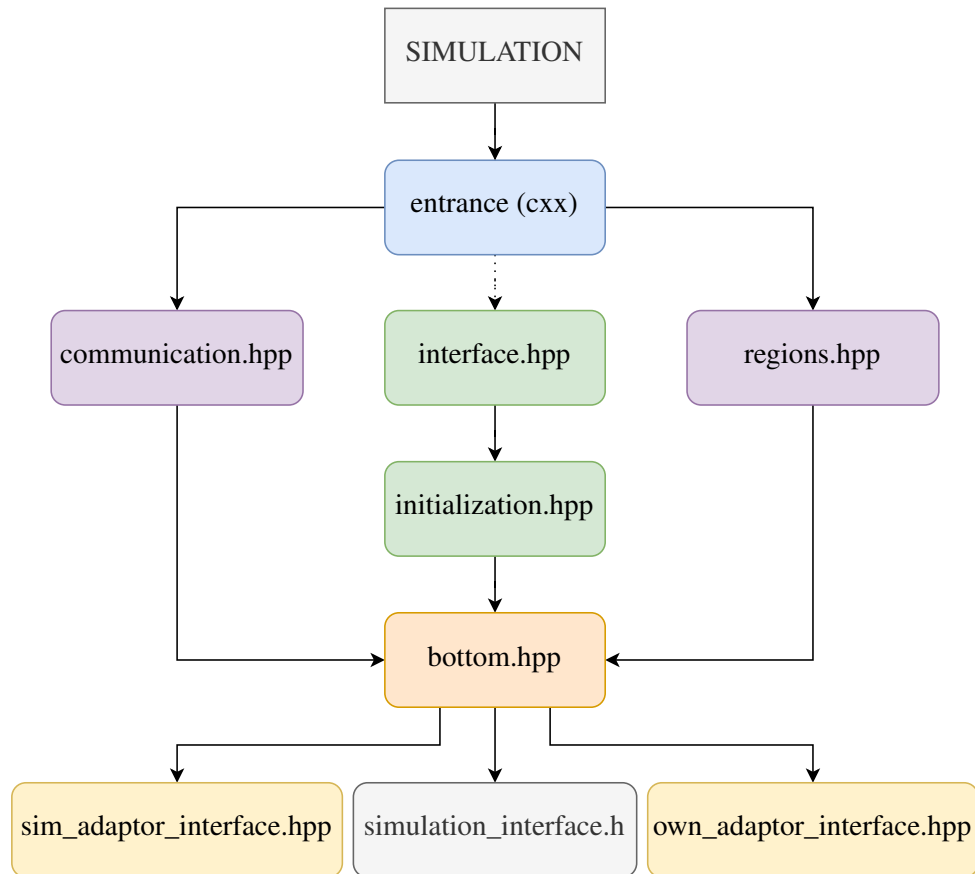 SIMULATION
entrance (cxx)
communication.hpp
interface.hpp
regions.hpp
initialization.hpp
bottom.hpp
sim_adaptor_interface.hpp
simulation_interface.h
own_adaptor_interface.hpp